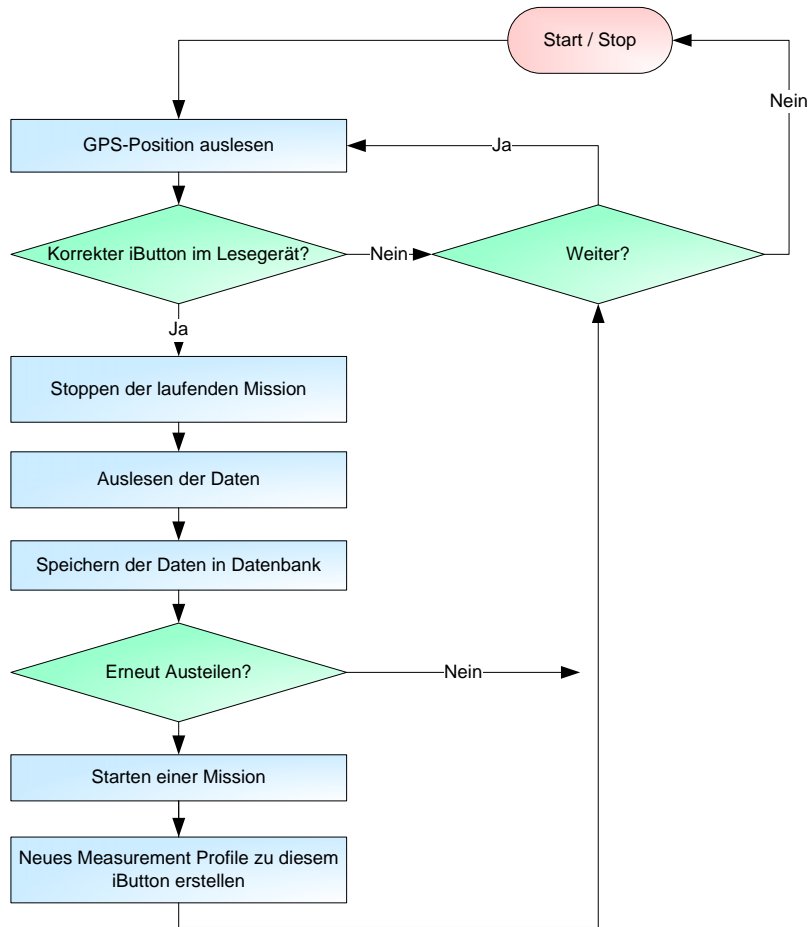 Start / Stop
Nein
GPS-Position auslesen
Ja
Korrekter iButton im Lesegerät?
Nein
Weiter?
Ja
Stoppen der laufenden Mission
Auslesen der Daten
Speichern der Daten in Datenbank
Erneut Austeilen?
Nein
Starten einer Mission
Neues Measurement Profile zu diesem
iButton erstellen